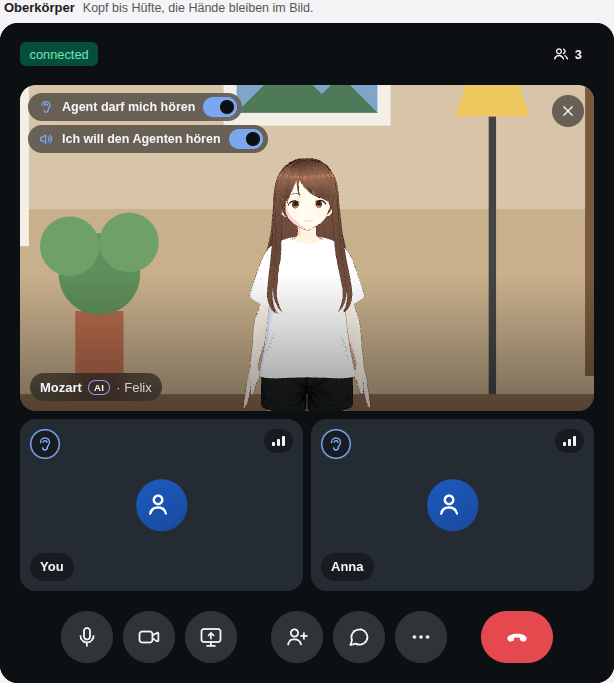 Oberkörper Kopf bis Hüfte, die Hände bleiben im Bild.
connected
3
Agent darf mich hören
Ich will den Agenten hören
Mozart AI · Felix
You
Anna